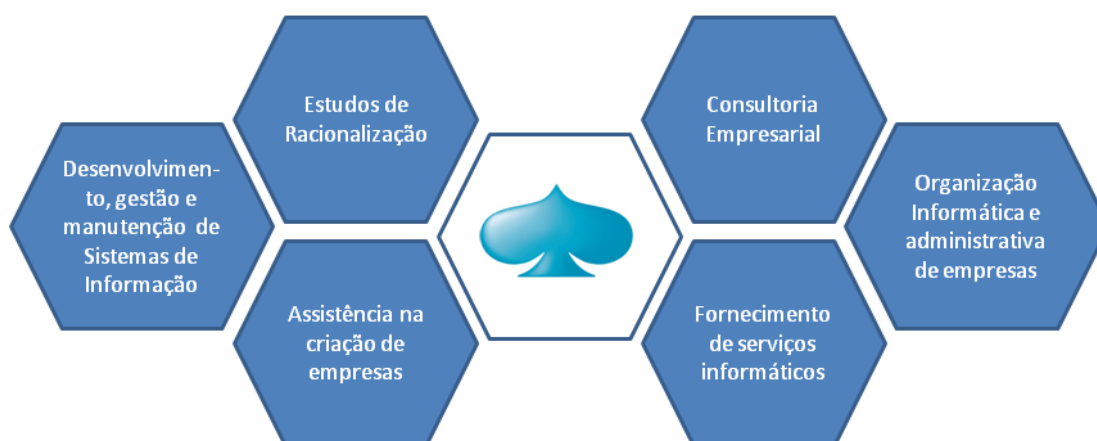 Estudos de
Racionalização
Consultoria
Empresarial
Desenvolvimen-
to, gestão e
manutenção de
Sistemas de
Informação
Organização
Informática e
administrativa
de empresas
Assistência na
criação de
empresas
Fornecimento
de serviços
informáticos